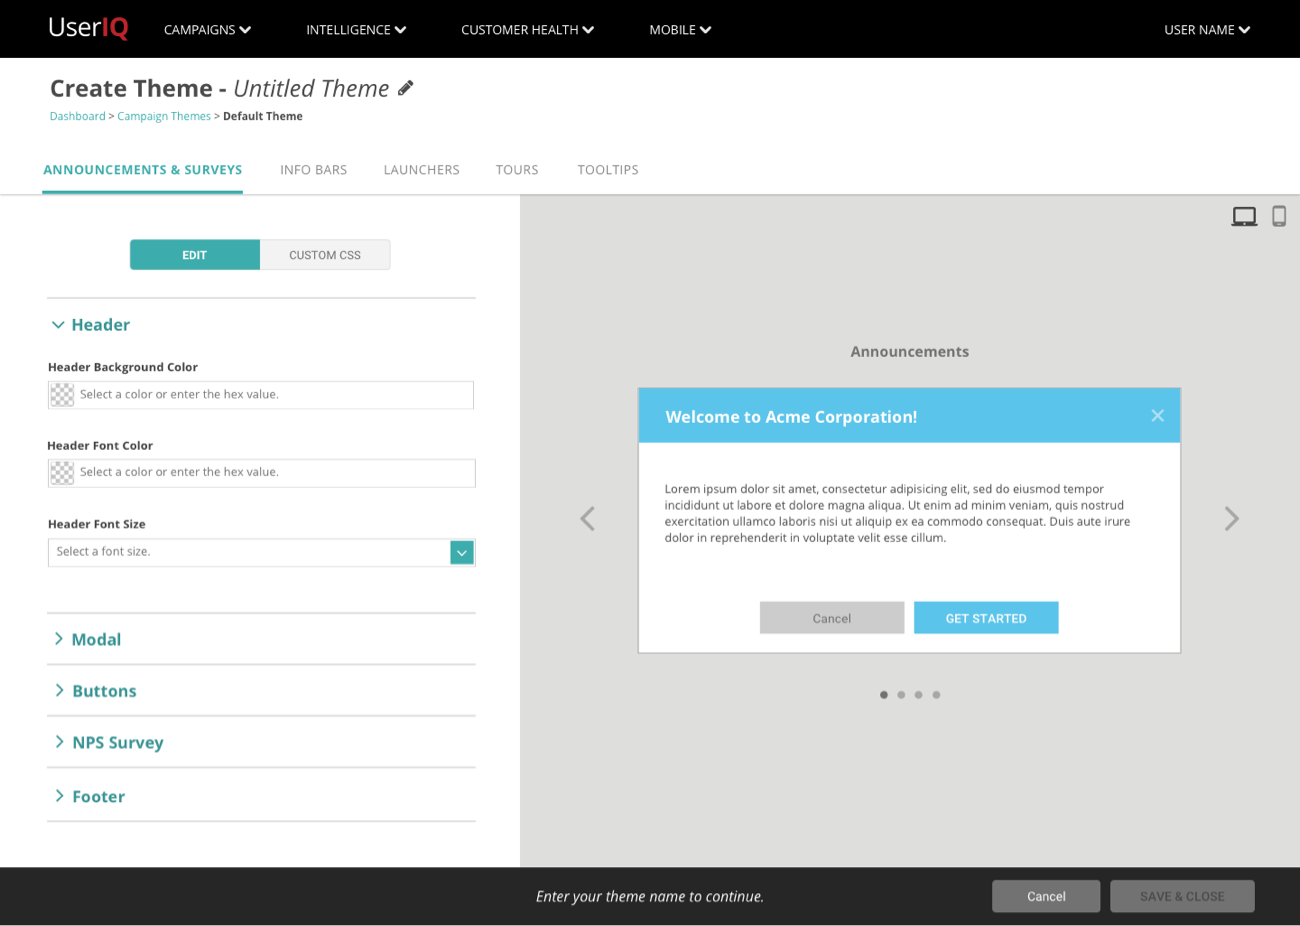 UserIQ CAMPAIGNS INTELLIGENCE CUSTOMER HEALTH MOBILE USER NAME
Create Theme - Untitled Theme
Dashboard > Campaign Themes > Default Theme
ANNOUNCEMENTS & SURVEYS INFO BARS LAUNCHERS TOURS TOOLTIPS
EDIT CUSTOM CSS
Header
Header Background Color
Select a color or enter the hex value.
Header Font Color
Select a color or enter the hex value.
Header Font Size
Select a font size.
Modal
Buttons
NPS Survey
Footer
Announcements
Welcome to Acme Corporation!
Lorem ipsum dolor sit amet, consectetur adipisicing elit, sed do eiusmod tempor
incididunt ut labore et dolore magna aliqua. Ut enim ad minim veniam, quis nostrud
exercitation ullamco laboris nisi ut aliquip ex ea commodo consequat. Duis aute irure
dolor in reprehenderit in voluptate velit esse cillum.
Cancel GET STARTED
Enter your theme name to continue.
Cancel SAVE & CLOSE